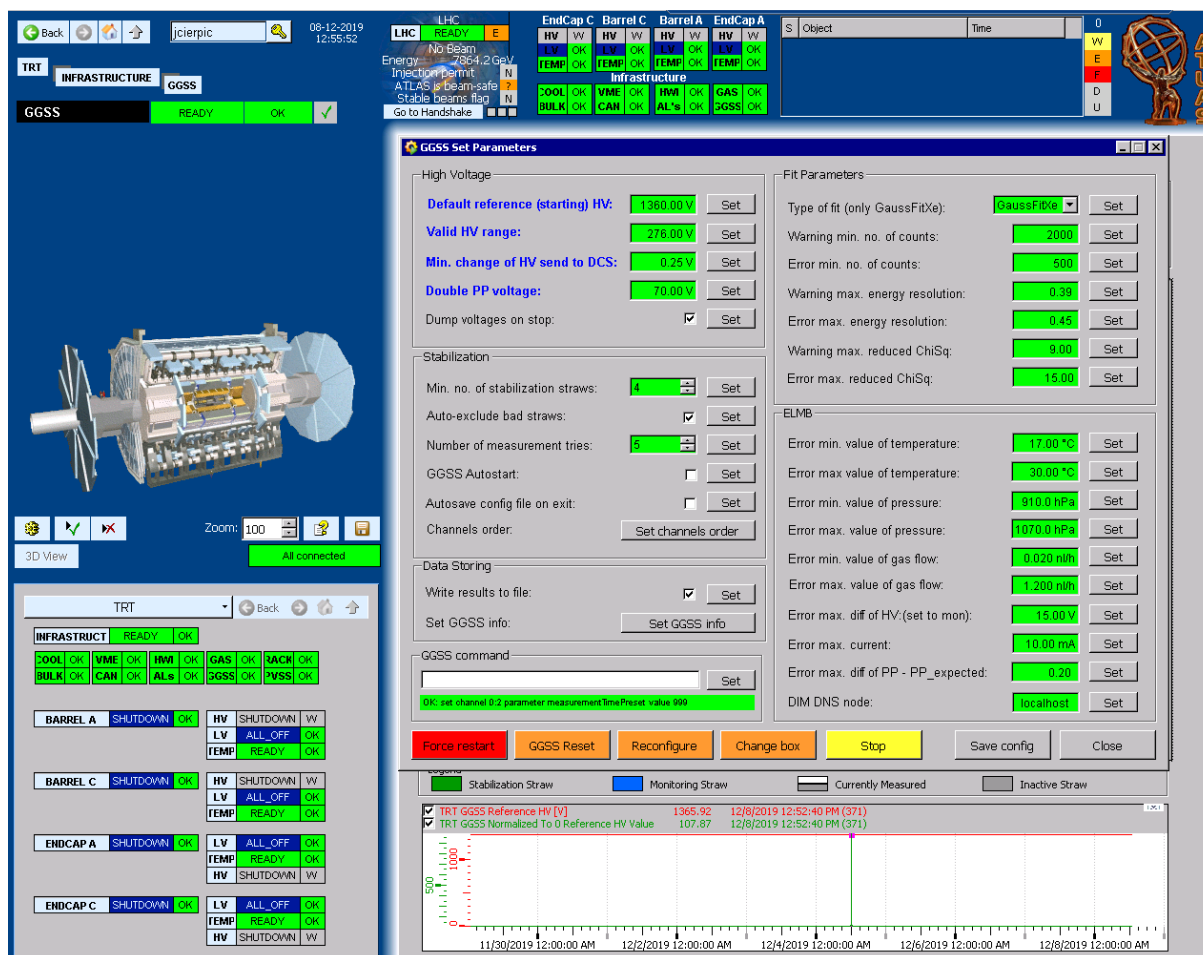 Back
jcierpic
08-12-2019
12:55:52
TRT
INFRASTRUCTURE
GGSS
GGSS READY OK
LHC
LHC READY E
No Beam
Energy 7864.2 GeV
Injection permit N
ATLAS is beam-safe ?
Stable beams flag N
Go to Handshake
EndCap C Barrel C Barrel A EndCap A
HV W HV W HV W HV W
LV OK LV OK LV OK LV OK
TEMP OK TEMP OK TEMP OK TEMP OK
Infrastructure
COOL OK VME OK HWI OK GAS OK
BULK OK CAN OK AL's OK GGSS OK
S Object Time
0
W
E
F
D
U
GGSS Set Parameters
High Voltage
Default reference (starting) HV: 1360.00 V Set
Valid HV range: 276.00 V Set
Min. change of HV send to DCS: 0.25 V Set
Double PP voltage: 70.00 V Set
Dump voltages on stop: Set
Stabilization
Min. no. of stabilization straws: 4 Set
Auto-exclude bad straws: Set
Number of measurement tries: 5 Set
GGSS Autostart: Set
Autosave config file on exit: Set
Channels order: Set channels order
Data Storing
Write results to file: Set
Set GGSS info: Set GGSS info
GGSS command
Set
OK: set channel 0:2 parameter measurementTimePreset value 999
Fit Parameters
Type of fit (only GaussFitXe): GaussFitXe Set
Warning min. no. of counts: 2000 Set
Error min. no. of counts: 500 Set
Warning max. energy resolution: 0.39 Set
Error max. energy resolution: 0.45 Set
Warning max. reduced ChiSq: 9.00 Set
Error max. reduced ChiSq: 15.00 Set
ELMB
Error min. value of temperature: 17.00 °C Set
Error max value of temperature: 30.00 °C Set
Error min. value of pressure: 910.0 hPa Set
Error max. value of pressure: 1070.0 hPa Set
Error min. value of gas flow: 0.020 nl/h Set
Error max. value of gas flow: 1.200 nl/h Set
Error max. diff of HV:(set to mon): 15.00 V Set
Error max. current: 10.00 mA Set
Error max. diff of PP - PP_expected: 0.20 Set
DIM DNS node: localhost Set
Force restart GGSS Reset Reconfigure Change box Stop Save config Close
Zoom: 100
3D View
All connected
TRT Back
INFRASTRUCT READY OK
COOL OK VME OK HWI OK GAS OK RACK OK
BULK OK CAN OK ALs OK GGSS OK PVSS OK
BARREL A SHUTDOWN OK HV SHUTDOWN W
LV ALL_OFF OK
TEMP READY OK
BARREL C SHUTDOWN OK HV SHUTDOWN W
LV ALL_OFF OK
TEMP READY OK
ENDCAP A SHUTDOWN OK LV ALL_OFF OK
TEMP READY OK
HV SHUTDOWN W
ENDCAP C SHUTDOWN OK LV ALL_OFF OK
TEMP READY OK
HV SHUTDOWN W
Legend
Stabilization Straw Monitoring Straw Currently Measured Inactive Straw
TRT GGSS Reference HV [V] 1365.92 12/8/2019 12:52:40 PM (371)
TRT GGSS Normalized To 0 Reference HV Value 107.87 12/8/2019 12:52:40 PM (371)
500
1000
0
11/30/2019 12:00:00 AM 12/2/2019 12:00:00 AM 12/4/2019 12:00:00 AM 12/6/2019 12:00:00 AM 12/8/2019 12:00:00 AM